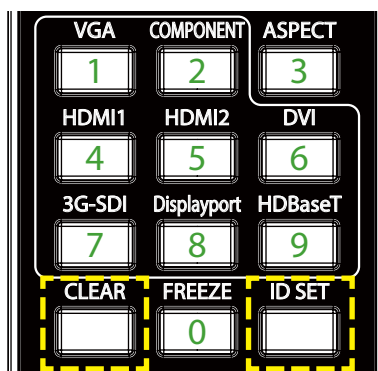 VGA COMPONENT ASPECT
1 2 3
HDMI1 HDMI2 DVI
4 5 6
3G-SDI Displayport HDBaseT
7 8 9
CLEAR FREEZE ID SET
0